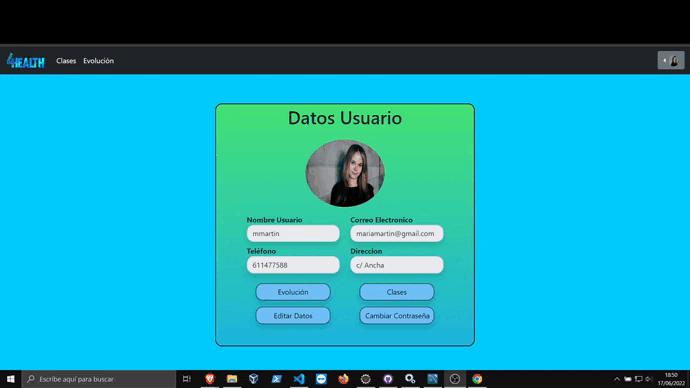 HEALTH
Clases Evolución
Datos Usuario
Nombre Usuario Correo Electronico
mmartin mariamartin@gmail.com
Teléfono Direccion
611477588 c/ Ancha
Evolución Clases
Editar Datos Cambiar Contraseña
Escribe aquí para buscar
18:50
17/06/2022